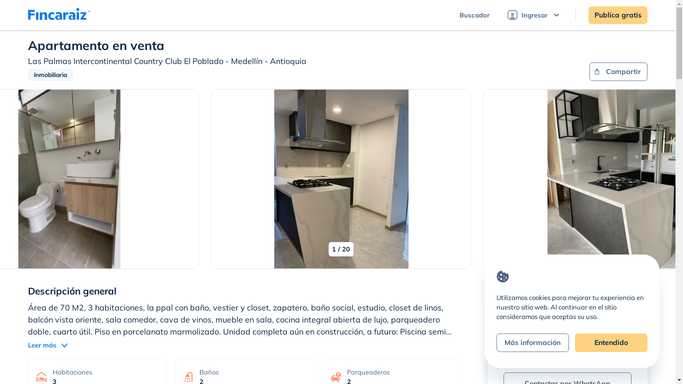 Fincaraiz
Buscador
Ingresar
Publica gratis
Apartamento en venta
Las Palmas Intercontinental Country Club El Poblado - Medellín - Antioquia
Inmobiliaria
Compartir
1 / 20
Descripción general
Área de 70 M2, 3 habitaciones, la ppal con baño, vestier y closet, zapatero, baño social, estudio, closet de linos,
balcón vista oriente, sala comedor, cava de vinos, mueble en sala, cocina integral abierta de lujo, parqueadero
doble, cuarto útil. Piso en porcelanato marmolizado. Unidad completa aún en construcción, a futuro: Piscina semi...
Leer más
Habitaciones
3
Baños
2
Parqueaderos
2
Utilizamos cookies para mejorar tu experiencia en
nuestro sitio web. Al continuar en el sitio
consideramos que aceptas su uso.
Más información
Entendido
Contactar por WhatsApp